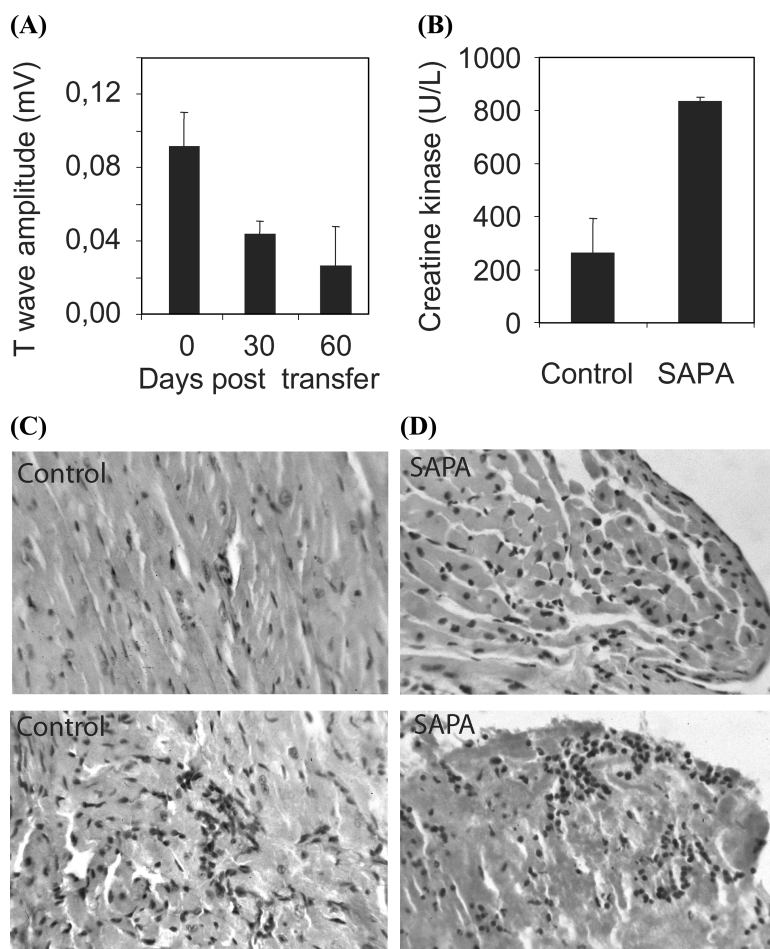 (A)
T wave amplitude (mV)
0,12
0,08
0,04
0,00
0 30 60
Days post transfer
(B)
Creatine kinase (U/L)
1000
800
600
400
200
0
Control SAPA
(C)
Control
Control
(D)
SAPA
SAPA